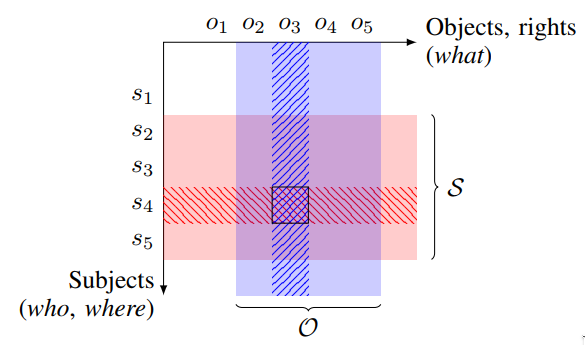 o₁ o₂ o₃ o₄ o₅
Objects, rights
(what)
s₁
s₂
s₃
s₄
s₅
𝒮
Subjects
(who, where)
𝒪